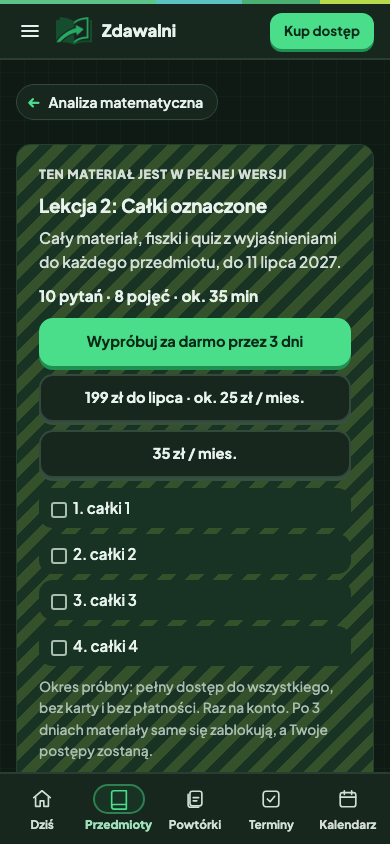 Zdawalni
Kup dostęp
← Analiza matematyczna
TEN MATERIAŁ JEST W PEŁNEJ WERSJI
Lekcja 2: Całki oznaczone
Cały materiał, fiszki i quiz z wyjaśnieniami
do każdego przedmiotu, do 11 lipca 2027.
10 pytań · 8 pojęć · ok. 35 min
Wypróbuj za darmo przez 3 dni
199 zł do lipca · ok. 25 zł / mies.
35 zł / mies.
1. całki 1
2. całki 2
3. całki 3
4. całki 4
Okres próbny: pełny dostęp do wszystkiego,
bez karty i bez płatności. Raz na konto. Po 3
dniach materiały same się zablokują, a Twoje
postępy zostaną.
Dziś
Przedmioty
Powtórki
Terminy
Kalendarz